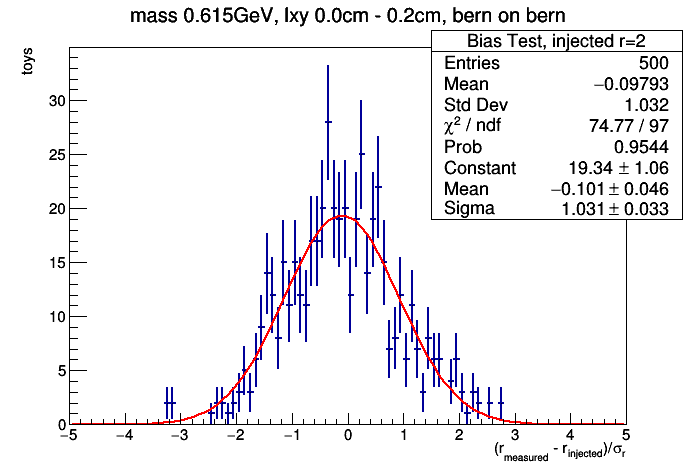 mass 0.615GeV, lxy 0.0cm - 0.2cm, bern on bern
toys
Bias Test, injected r=2
Entries 500
Mean −0.09793
Std Dev 1.032
χ² / ndf 74.77 / 97
Prob 0.9544
Constant 19.34 ± 1.06
Mean −0.101 ± 0.046
Sigma 1.031 ± 0.033
30
25
20
15
10
5
0
−5 −4 −3 −2 −1 0 1 2 3 4 5
(r_measured - r_injected)/σ_r